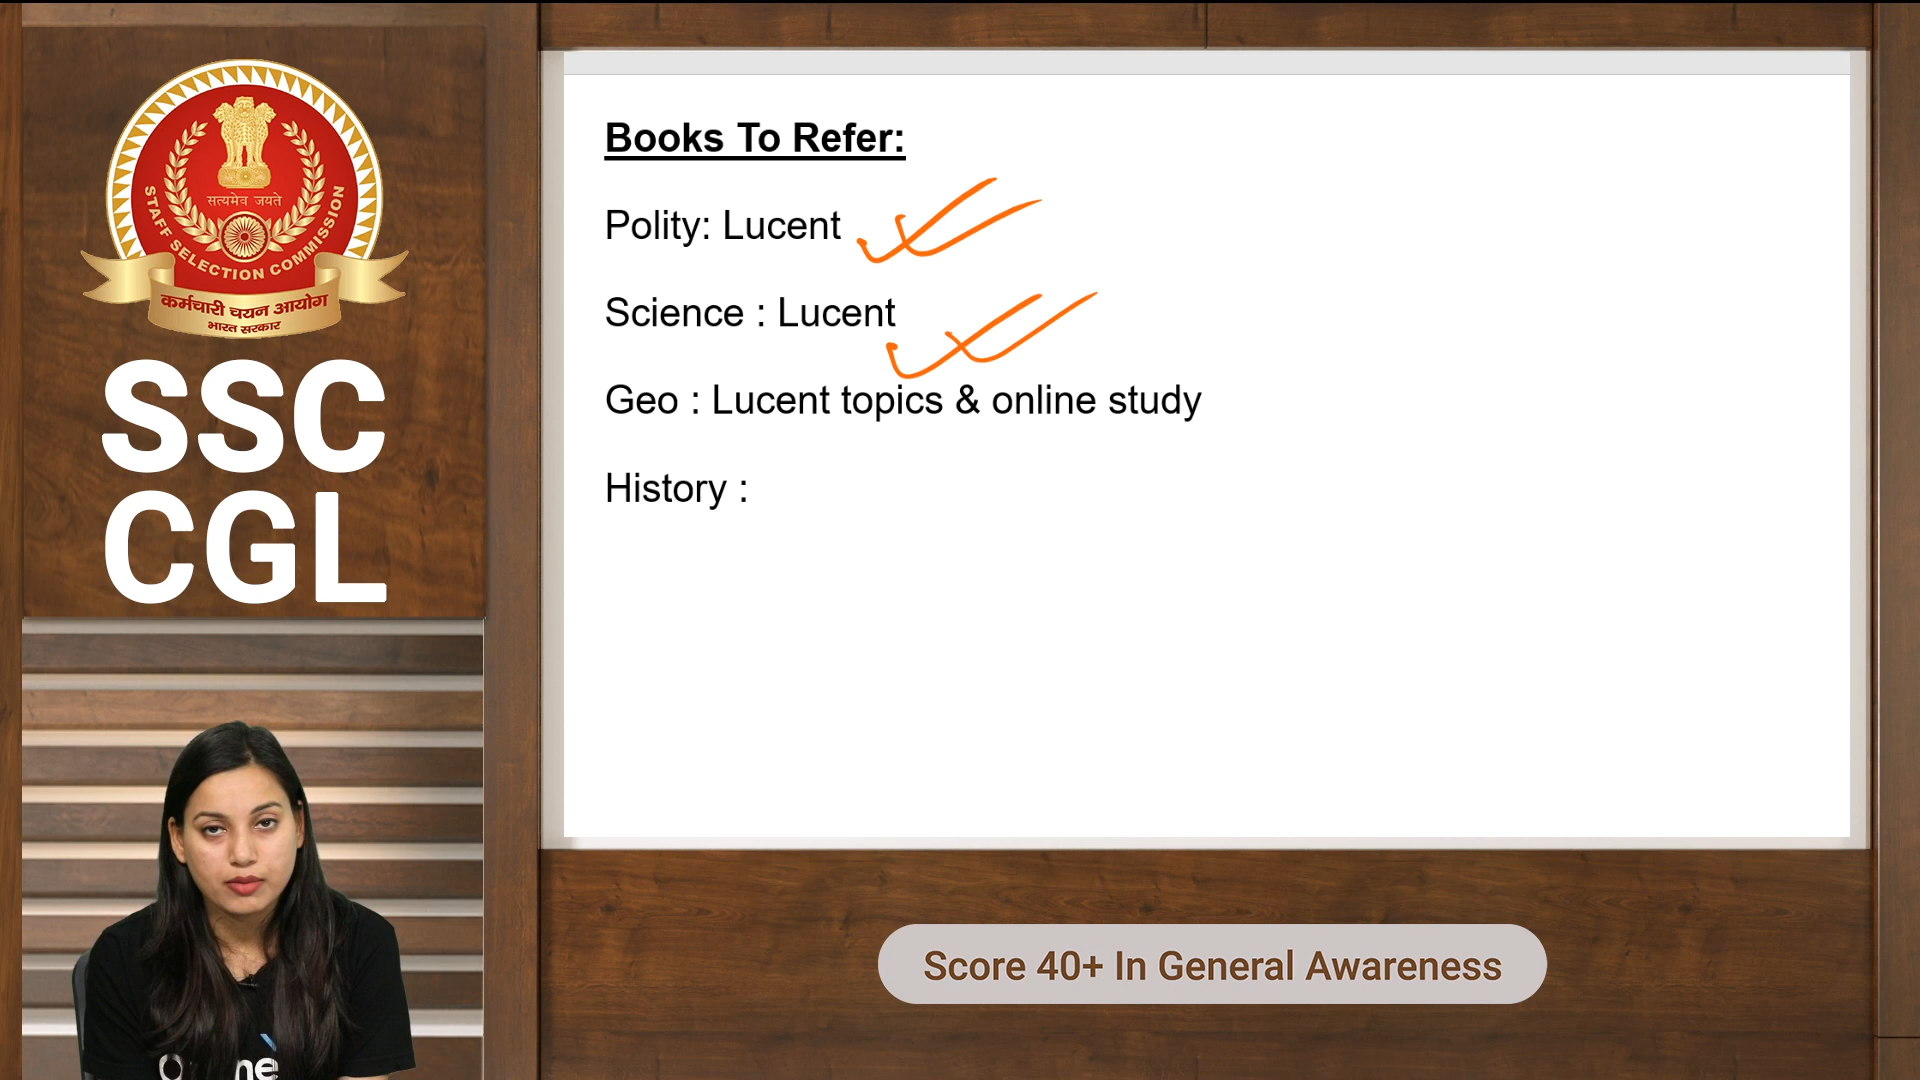 सत्यमेव जयते
STAFF SELECTION COMMISSION
कर्मचारी चयन आयोग
भारत सरकार
SSC
CGL
Books To Refer:
Polity: Lucent
Science : Lucent
Geo : Lucent topics & online study
History :
Score 40+ In General Awareness